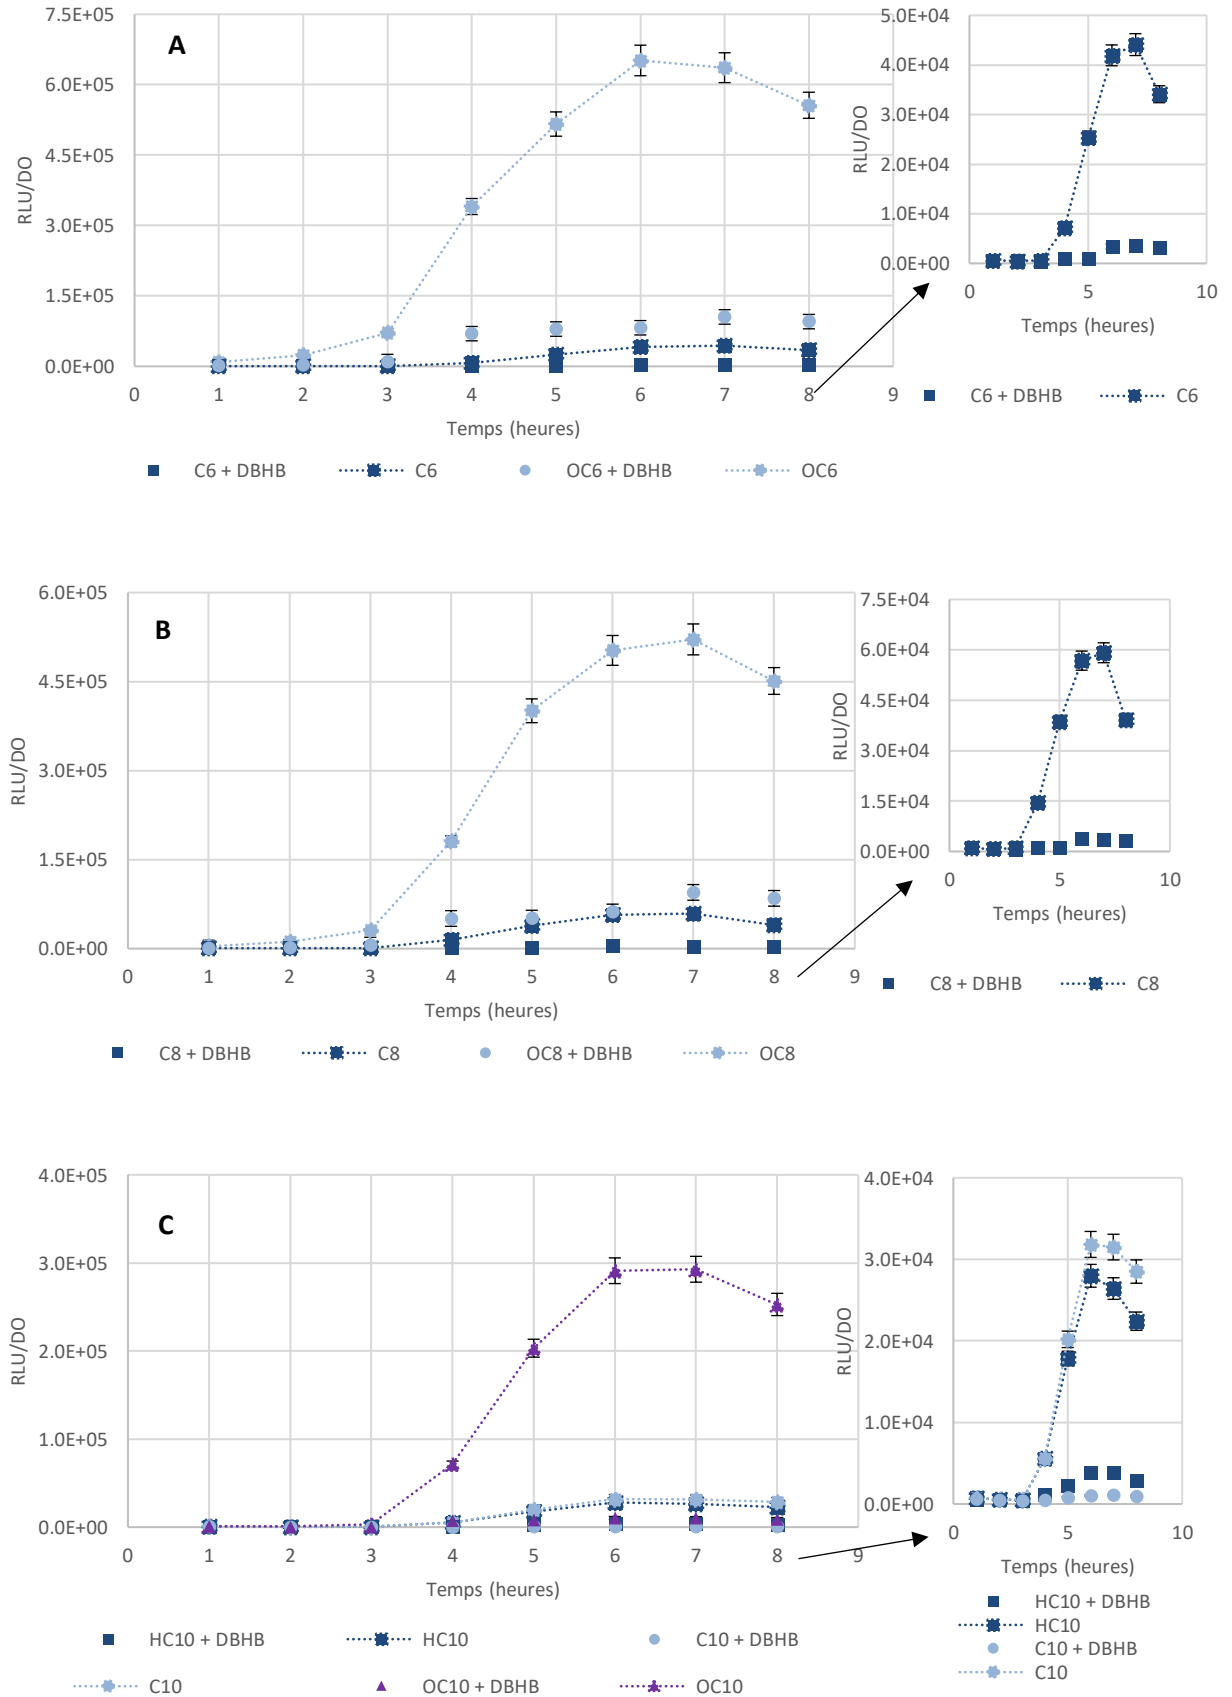 A
7.5E+05
6.0E+05
4.5E+05
3.0E+05
1.5E+05
0.0E+00
RLU/DO
0 1 2 3 4 5 6 7 8 9
Temps (heures)
C6 + DBHB C6 OC6 + DBHB OC6
5.0E+04
4.0E+04
3.0E+04
2.0E+04
1.0E+04
0.0E+00
RLU/DO
0 5 10
Temps (heures)
C6 + DBHB C6
B
6.0E+05
4.5E+05
3.0E+05
1.5E+05
0.0E+00
RLU/DO
0 1 2 3 4 5 6 7 8 9
Temps (heures)
C8 + DBHB C8 OC8 + DBHB OC8
7.5E+04
6.0E+04
4.5E+04
3.0E+04
1.5E+04
0.0E+00
RLU/DO
0 5 10
Temps (heures)
C8 + DBHB C8
C
4.0E+05
3.0E+05
2.0E+05
1.0E+05
0.0E+00
RLU/DO
0 1 2 3 4 5 6 7 8 9
Temps (heures)
HC10 + DBHB HC10 C10 + DBHB
C10 OC10 + DBHB OC10
4.0E+04
3.0E+04
2.0E+04
1.0E+04
0.0E+00
RLU/DO
0 5 10
Temps (heures)
HC10 + DBHB
HC10
C10 + DBHB
C10